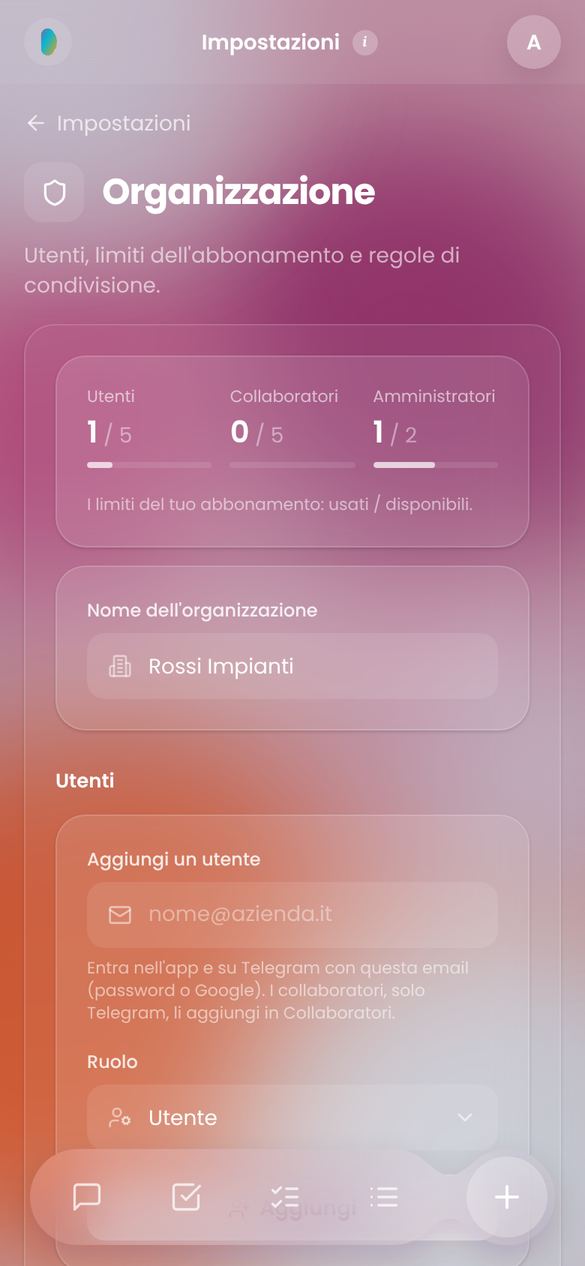 Impostazioni i
A
Impostazioni
Organizzazione
Utenti, limiti dell'abbonamento e regole di
condivisione.
Utenti Collaboratori Amministratori
1 / 5 0 / 5 1 / 2
I limiti del tuo abbonamento: usati / disponibili.
Nome dell'organizzazione
Rossi Impianti
Utenti
Aggiungi un utente
nome@azienda.it
Entra nell'app e su Telegram con questa email
(password o Google). I collaboratori, solo
Telegram, li aggiungi in Collaboratori.
Ruolo
Utente
Aggiungi